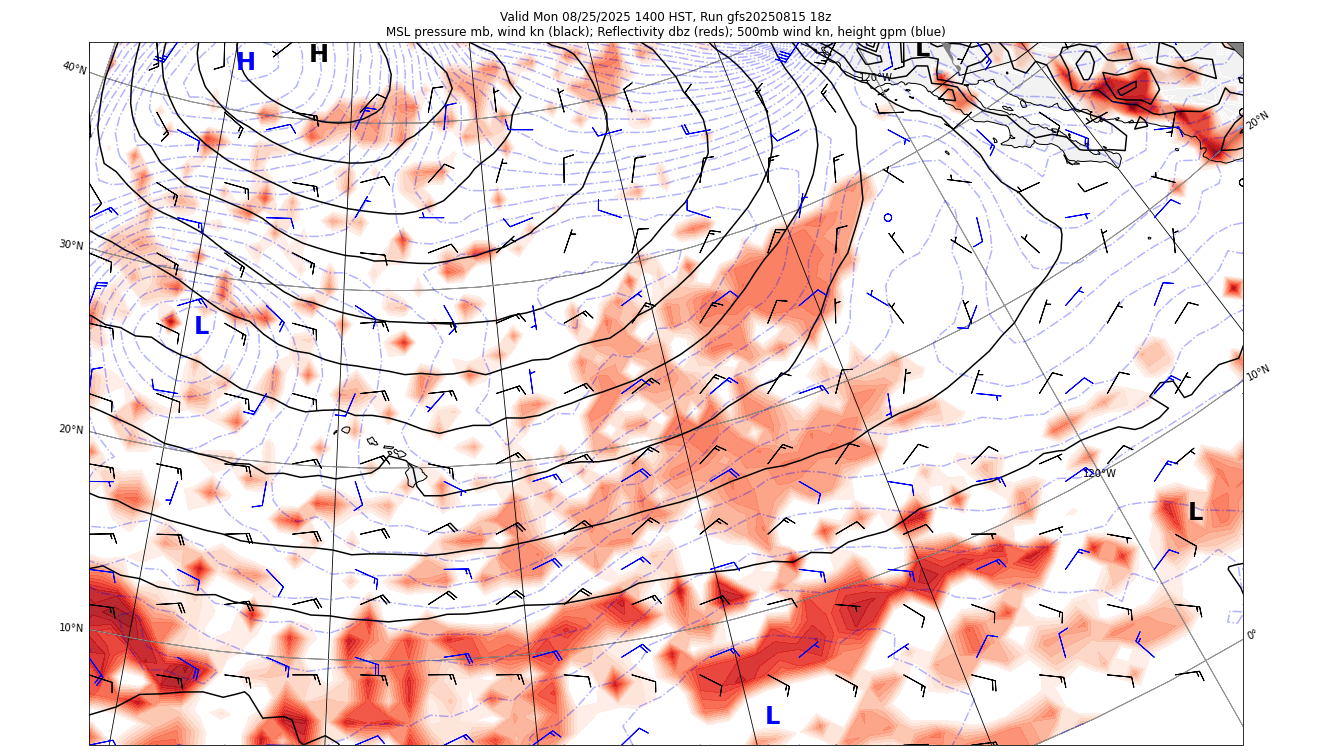 Valid Mon 08/25/2025 1400 HST, Run gfs20250815 18z
MSL pressure mb, wind kn (black); Reflectivity dbz (reds); 500mb wind kn, height gpm (blue)
H
H
L
40°N
120°W
20°N
30°N
L
10°N
20°N
120°W
L
10°N
0°
L